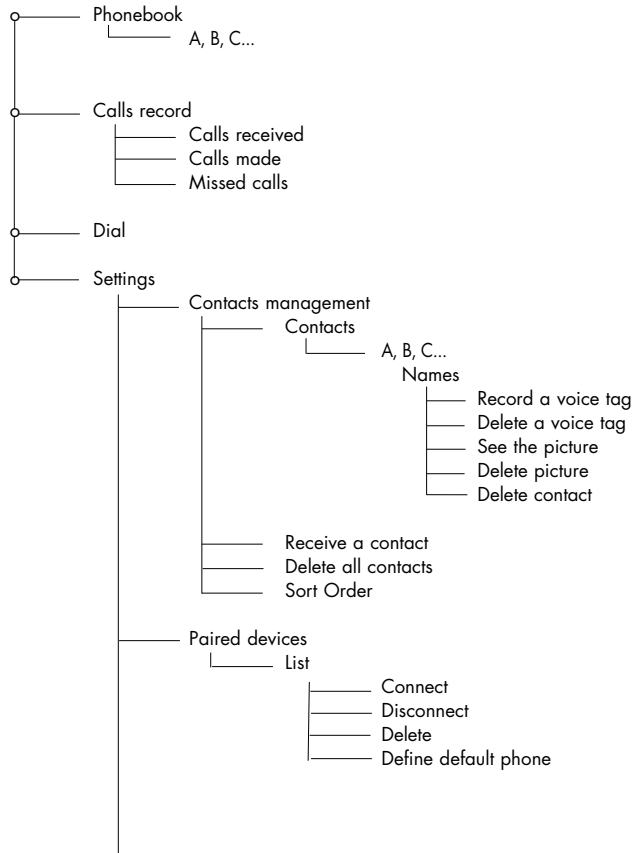 Phonebook
A, B, C...
Calls record
Calls received
Calls made
Missed calls
Dial
Settings
Contacts management
Contacts
A, B, C...
Names
Record a voice tag
Delete a voice tag
See the picture
Delete picture
Delete contact
Receive a contact
Delete all contacts
Sort Order
Paired devices
List
Connect
Disconnect
Delete
Define default phone